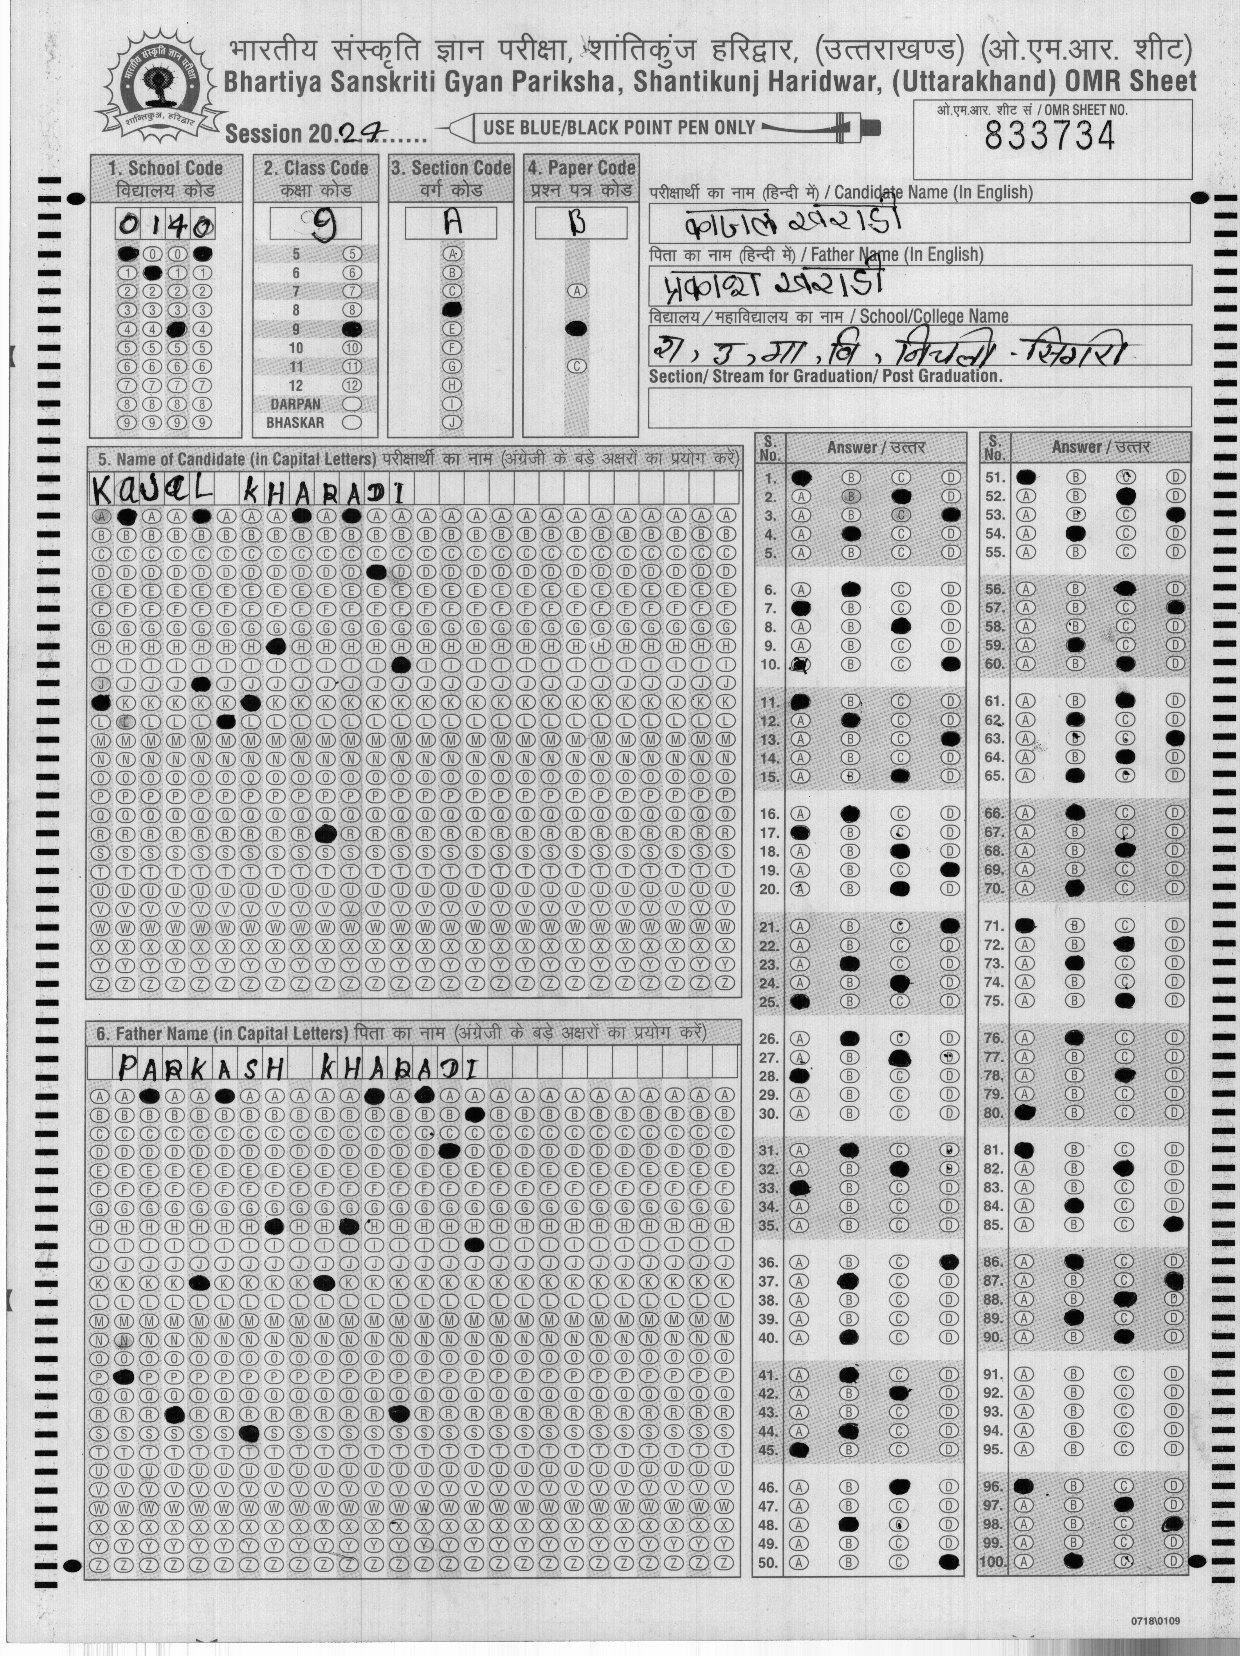 भारतीय संस्कृति ज्ञान परीक्षा, शांतिकुंज हरिद्वार, (उत्तराखण्ड) (ओ.एम.आर. शीट)
Bhartiya Sanskriti Gyan Pariksha, Shantikunj Haridwar, (Uttarakhand) OMR Sheet
Session 20.24......
USE BLUE/BLACK POINT PEN ONLY
ओ.एम.आर. शीट सं / OMR SHEET NO.
833734
1. School Code
विद्यालय कोड
0140
2. Class Code
कक्षा कोड
9
5
6
7
8
9
10
11
12
DARPAN
BHASKAR
3. Section Code
वर्ग कोड
A
4. Paper Code
प्रश्न पत्र कोड
B
परीक्षार्थी का नाम (हिन्दी में) / Candidate Name (In English)
काजल खराडी
पिता का नाम (हिन्दी में) / Father Name (In English)
प्रकाश खराडी
विद्यालय/महाविद्यालय का नाम / School/College Name
रा, उ, मा, वि, निचली - सिगरी
Section/ Stream for Graduation/ Post Graduation.
5. Name of Candidate (in Capital Letters) परीक्षार्थी का नाम (अंग्रेजी के बड़े अक्षरों का प्रयोग करें)
KaJaL KHARADI
6. Father Name (in Capital Letters) पिता का नाम (अंग्रेजी के बड़े अक्षरों का प्रयोग करें)
PARKASH KHARADI
S. No.
Answer / उत्तर
S. No.
Answer / उत्तर
0718\0109